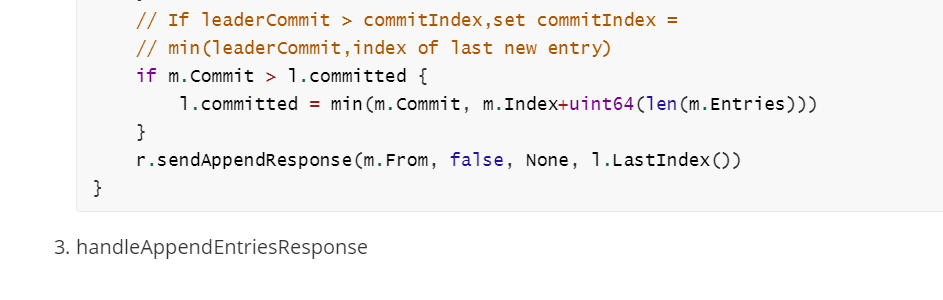 // If leaderCommit > commitIndex,set commitIndex =
// min(leaderCommit,index of last new entry)
if m.Commit > l.committed {
l.committed = min(m.Commit, m.Index+uint64(len(m.Entries)))
}
r.sendAppendResponse(m.From, false, None, l.LastIndex())
}
3. handleAppendEntriesResponse